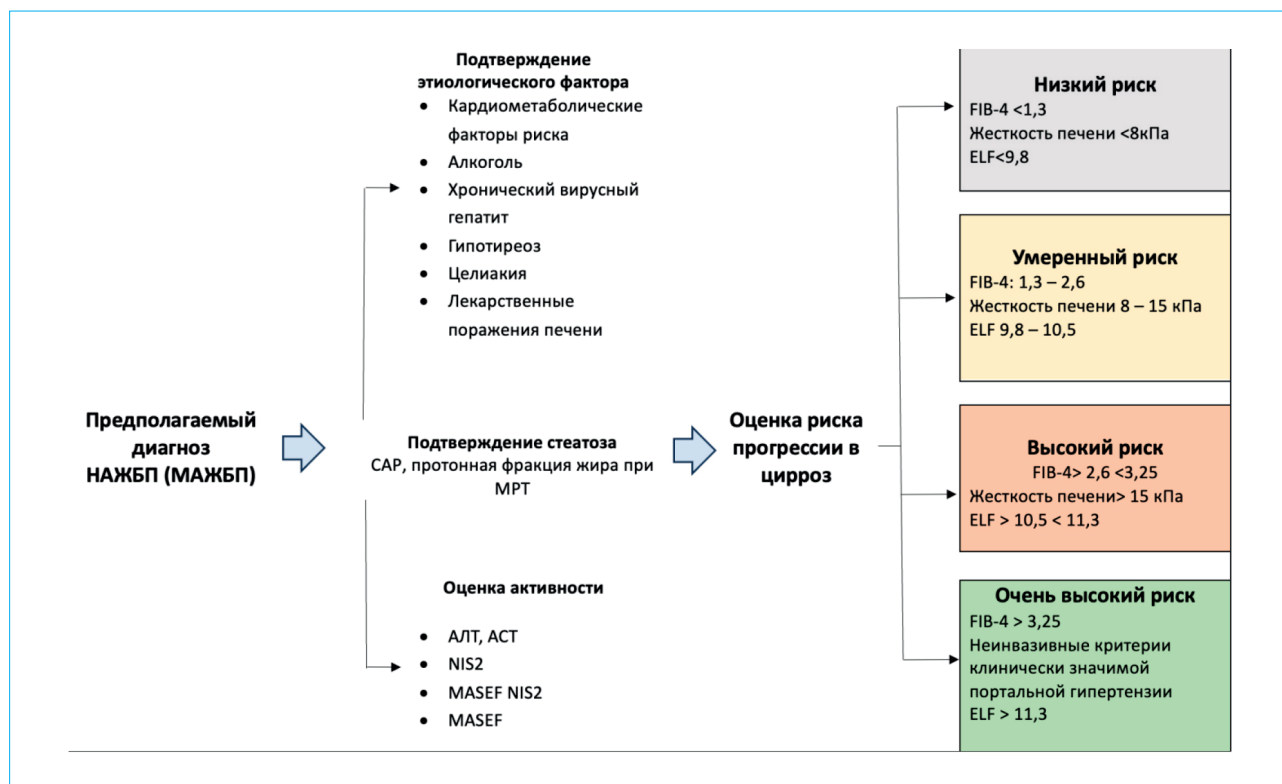 Предполагаемый
диагноз
НАЖБП (МАЖБП)
Подтверждение
этиологического фактора
• Кардиометаболические
факторы риска
• Алкоголь
• Хронический вирусный
гепатит
• Гипотиреоз
• Целиакия
• Лекарственные
поражения печени
Подтверждение стеатоза
САР, протонная фракция жира при
МРТ
Оценка активности
• АЛТ, АСТ
• NIS2
• MASEF NIS2
• MASEF
Оценка риска
прогрессии в
цирроз
Низкий риск
FIB-4 <1,3
Жесткость печени <8кПа
ELF<9,8
Умеренный риск
FIB-4: 1,3 – 2,6
Жесткость печени 8 – 15 кПа
ELF 9,8 – 10,5
Высокий риск
FIB-4> 2,6 <3,25
Жесткость печени> 15 кПа
ELF > 10,5 < 11,3
Очень высокий риск
FIB-4 > 3,25
Неинвазивные критерии
клинически значимой
портальной гипертензии
ELF > 11,3